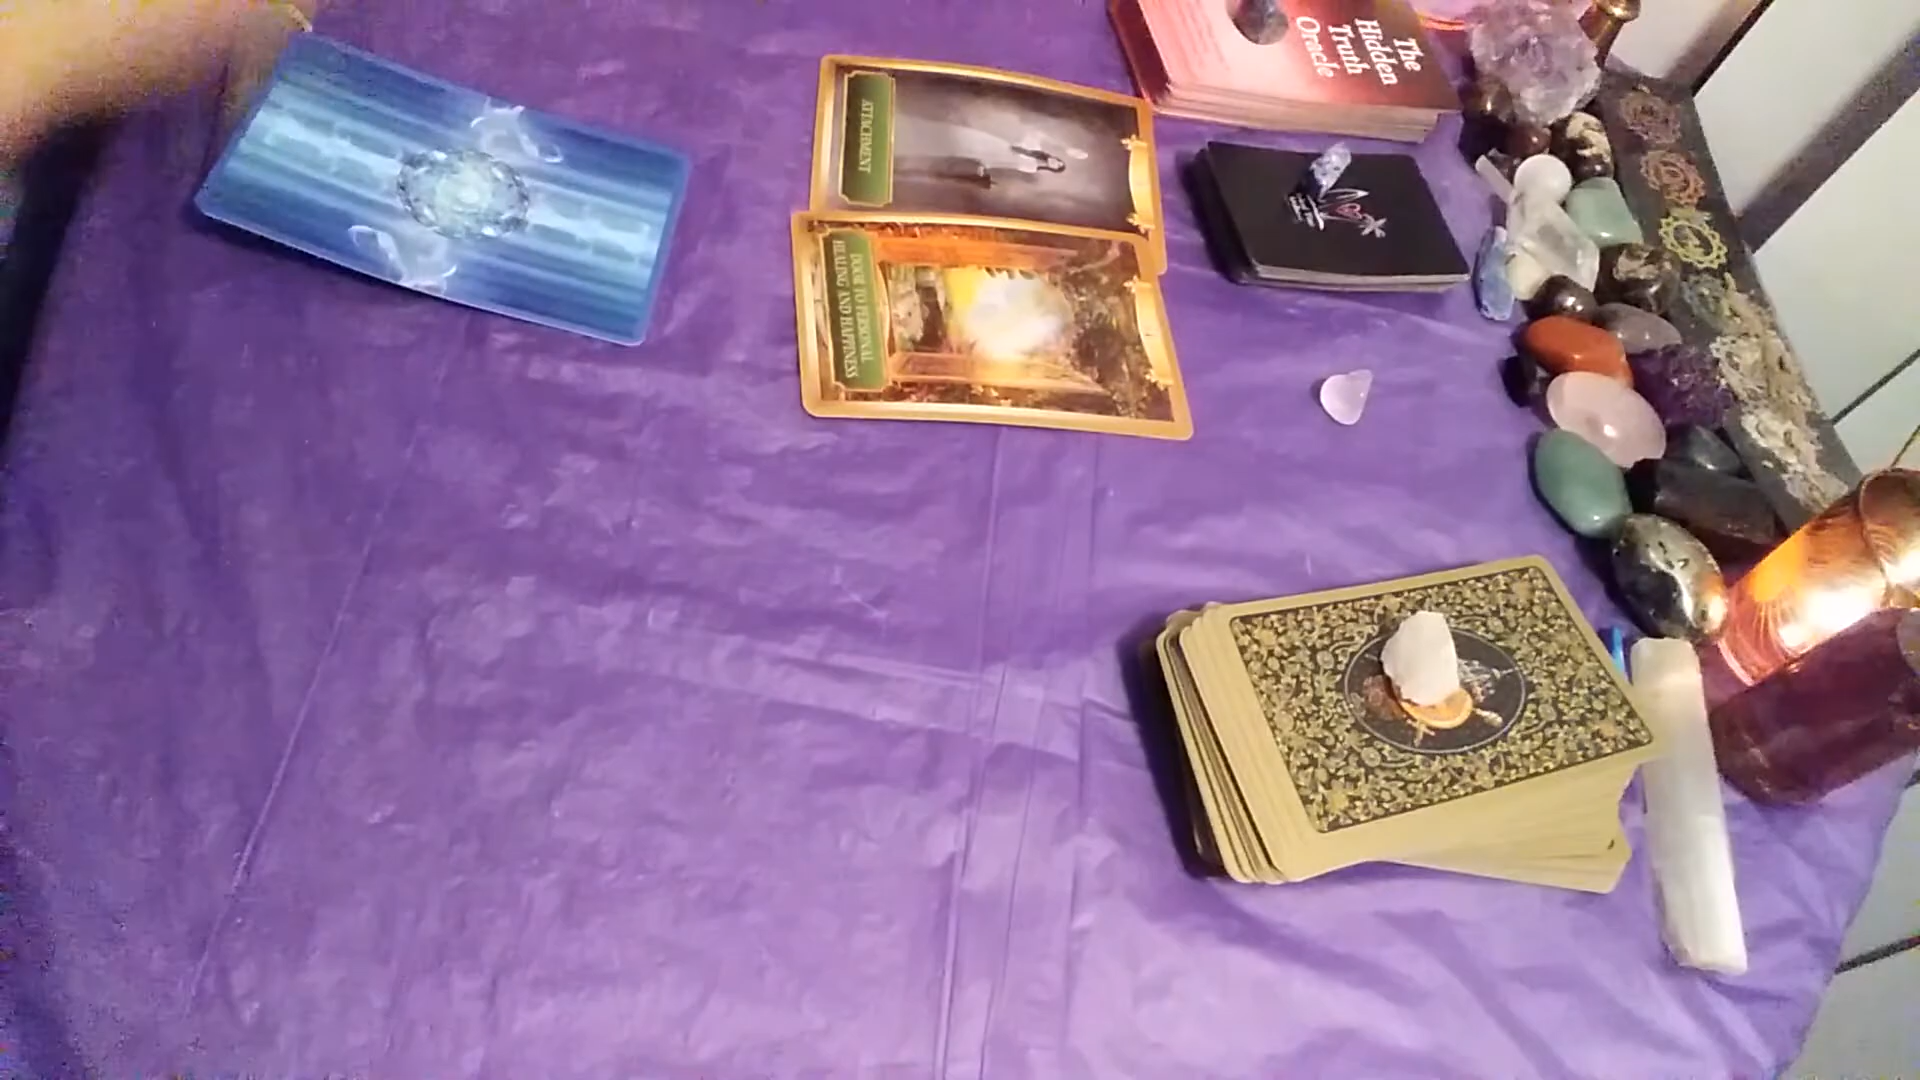 The
Hidden
Truth
Oracle
ATTACHMENT
DOOR TO PERSONAL
HEALING AND HAPPINESS